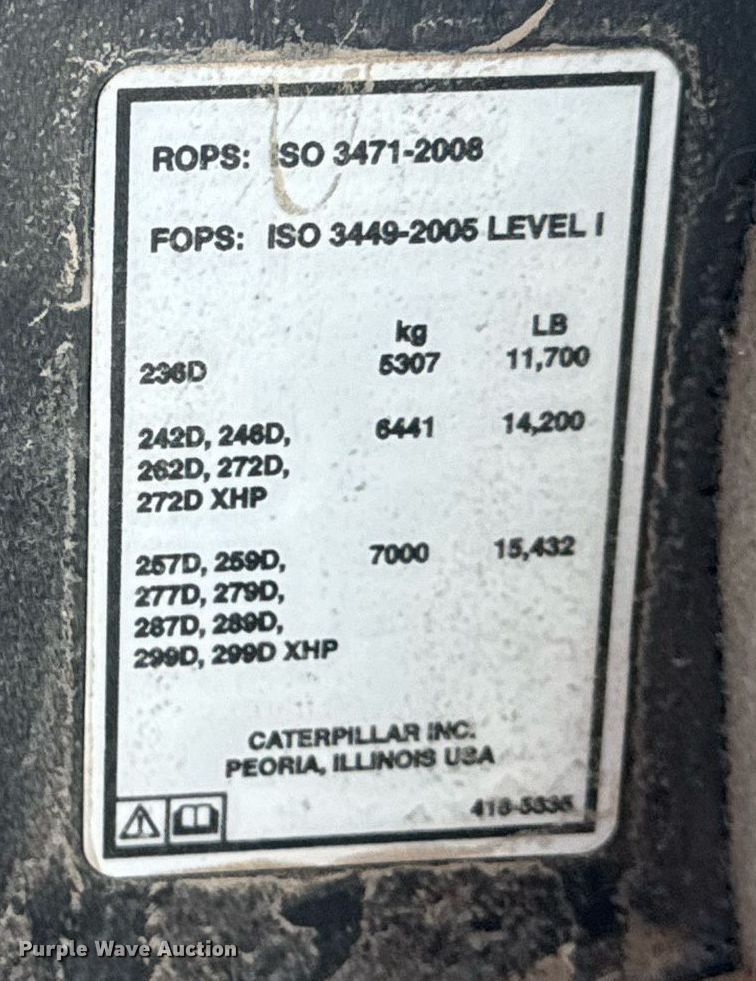 ROPS: ISO 3471-2008
FOPS: ISO 3449-2005 LEVEL I
kg LB
236D 5307 11,700
242D, 246D, 6441 14,200
262D, 272D,
272D XHP
257D, 259D, 7000 15,432
277D, 279D,
287D, 289D,
299D, 299D XHP
CATERPILLAR INC.
PEORIA, ILLINOIS USA
Purple Wave Auction